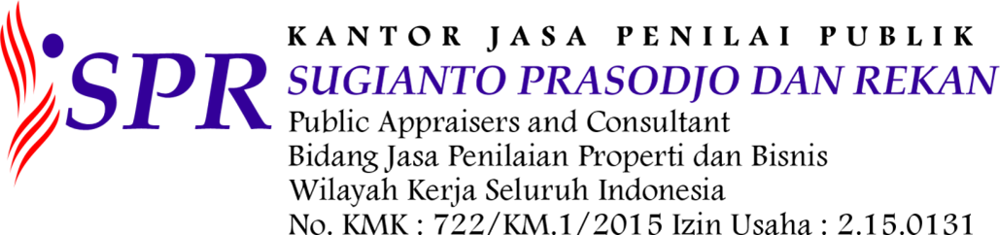 SPR
KANTOR JASA PENILAI PUBLIK
SUGIANTO PRASODJO DAN REKAN
Public Appraisers and Consultant
Bidang Jasa Penilaian Properti dan Bisnis
Wilayah Kerja Seluruh Indonesia
No. KMK : 722/KM.1/2015 Izin Usaha : 2.15.0131